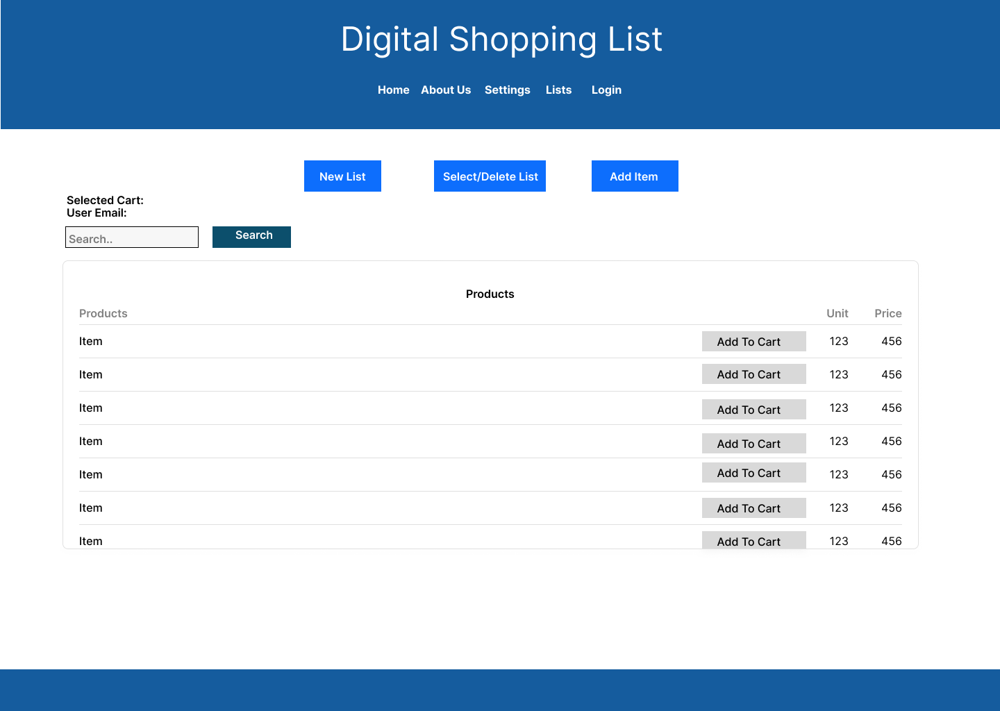 Digital Shopping List
Home About Us Settings Lists Login
New List Select/Delete List Add Item
Selected Cart:
User Email:
Search.. Search
Products
Products Unit Price
Item Add To Cart 123 456
Item Add To Cart 123 456
Item Add To Cart 123 456
Item Add To Cart 123 456
Item Add To Cart 123 456
Item Add To Cart 123 456
Item Add To Cart 123 456